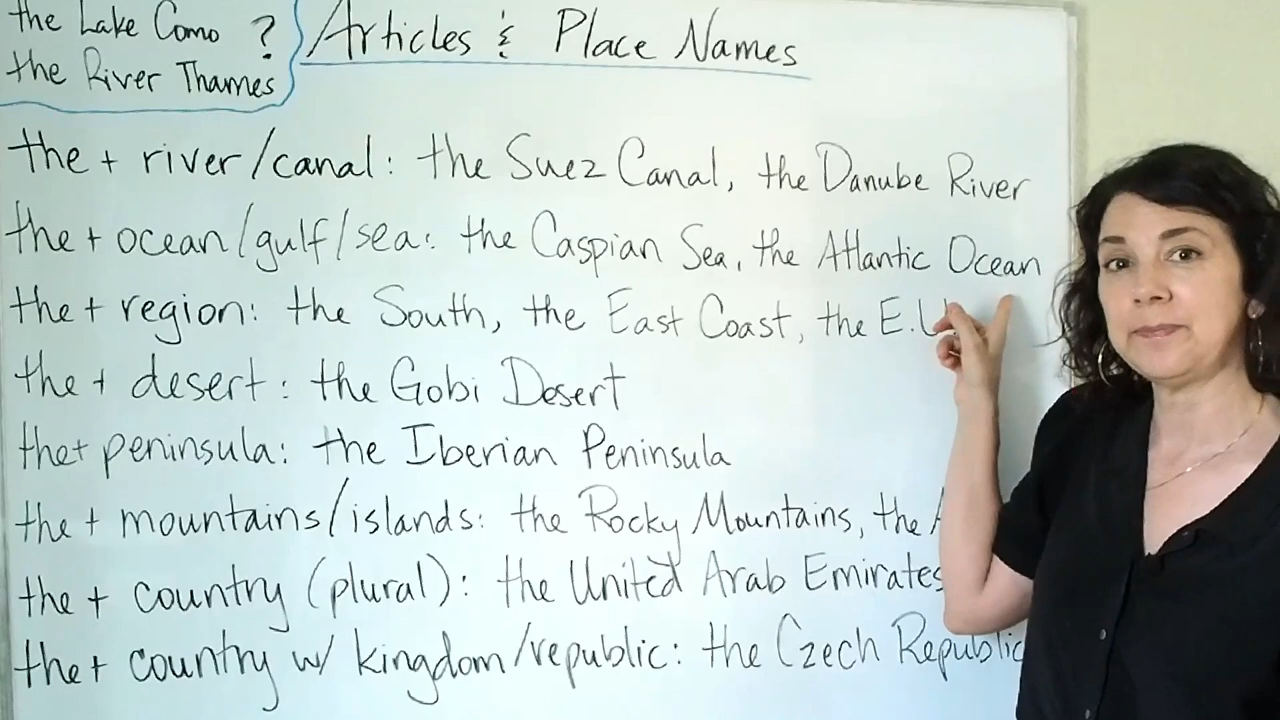 the Lake Como ?
the River Thames
Articles & Place Names
the + river/canal: the Suez Canal, the Danube River
the + ocean/gulf/sea: the Caspian Sea, the Atlantic Ocean
the + region: the South, the East Coast, the E.U
the + desert: the Gobi Desert
the + peninsula: the Iberian Peninsula
the + mountains/islands: the Rocky Mountains, the
the + country (plural): the United Arab Emirates
the + country w/ kingdom/republic: the Czech Republic